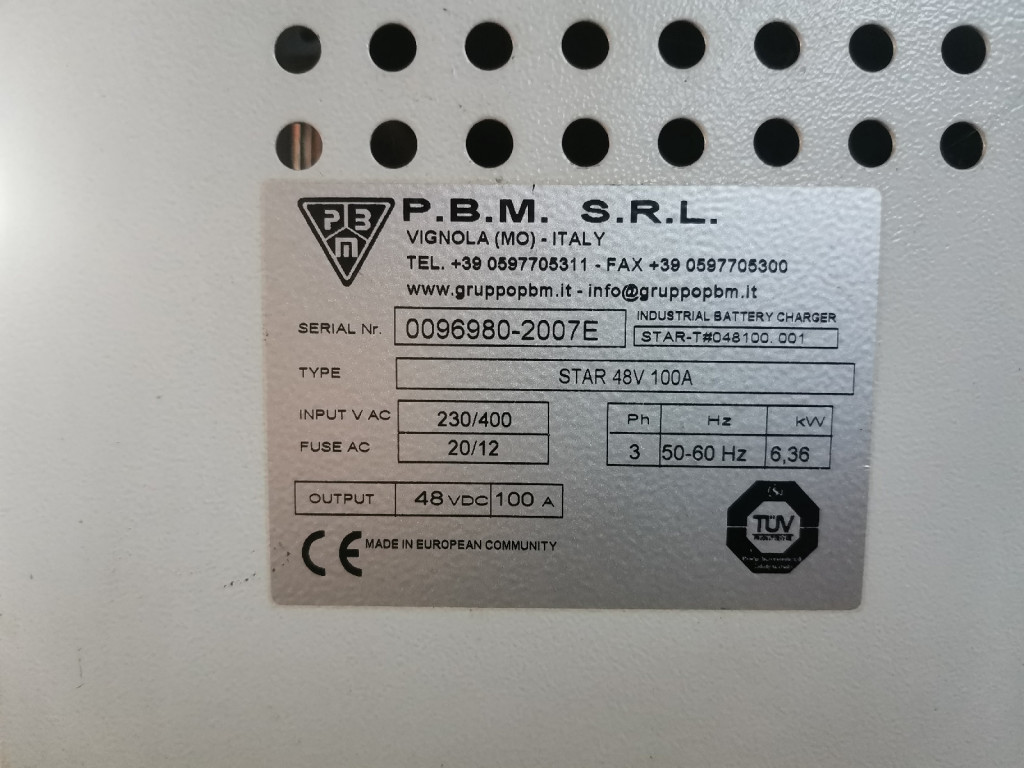 P B M
P.B.M. S.R.L.
VIGNOLA (MO) - ITALY
TEL. +39 0597705311 - FAX +39 0597705300
www.gruppopbm.it - info@gruppopbm.it
INDUSTRIAL BATTERY CHARGER
SERIAL Nr. 0096980-2007E STAR-T#048100. 001
TYPE STAR 48V 100A
INPUT V AC 230/400 Ph Hz kW
FUSE AC 20/12 3 50-60 Hz 6,36
OUTPUT 48 VDC 100 A
TÜV
CE MADE IN EUROPEAN COMMUNITY